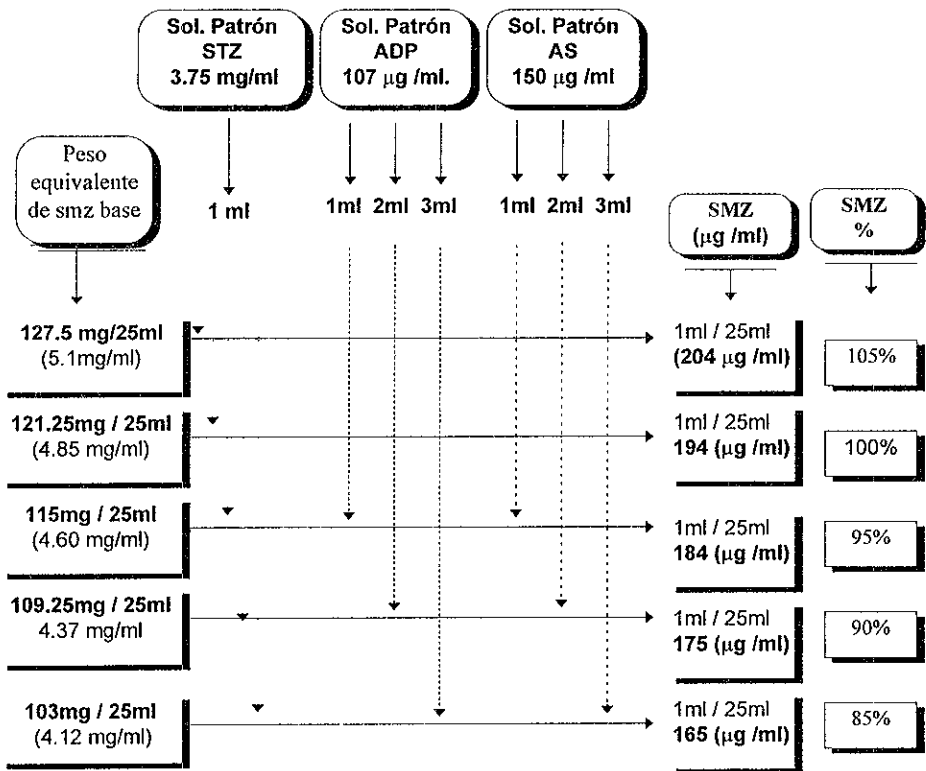 Sol. Patrón
STZ
3.75 mg/ml
Sol. Patrón
ADP
107 µg /ml.
Sol. Patrón
AS
150 µg /ml
Peso
equivalente
de smz base
1 ml
1ml 2ml 3ml
1ml 2ml 3ml
SMZ
(µg /ml)
SMZ
%
127.5 mg/25ml
(5.1mg/ml)
1ml / 25ml
(204 µg /ml)
105%
121.25mg / 25ml
(4.85 mg/ml)
1ml / 25ml
194 (µg /ml)
100%
115mg / 25ml
(4.60 mg/ml)
1ml / 25ml
184 (µg /ml)
95%
109.25mg / 25ml
4.37 mg/ml
1ml / 25ml
175 (µg /ml)
90%
103mg / 25ml
(4.12 mg/ml)
1ml / 25ml
165 (µg /ml)
85%